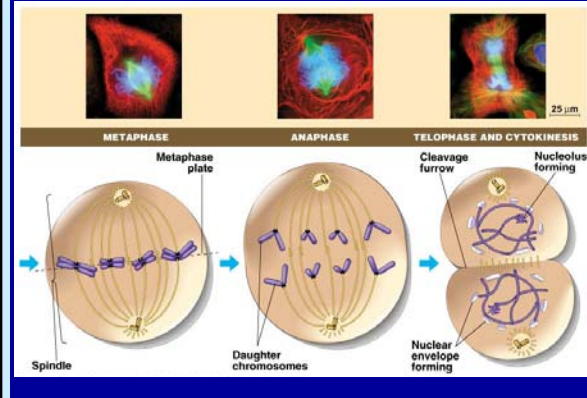 25 µm
METAPHASE
ANAPHASE
TELOPHASE AND CYTOKINESIS
Metaphase
plate
Cleavage
furrow
Nucleolus
forming
Spindle
Daughter
chromosomes
Nuclear
envelope
forming